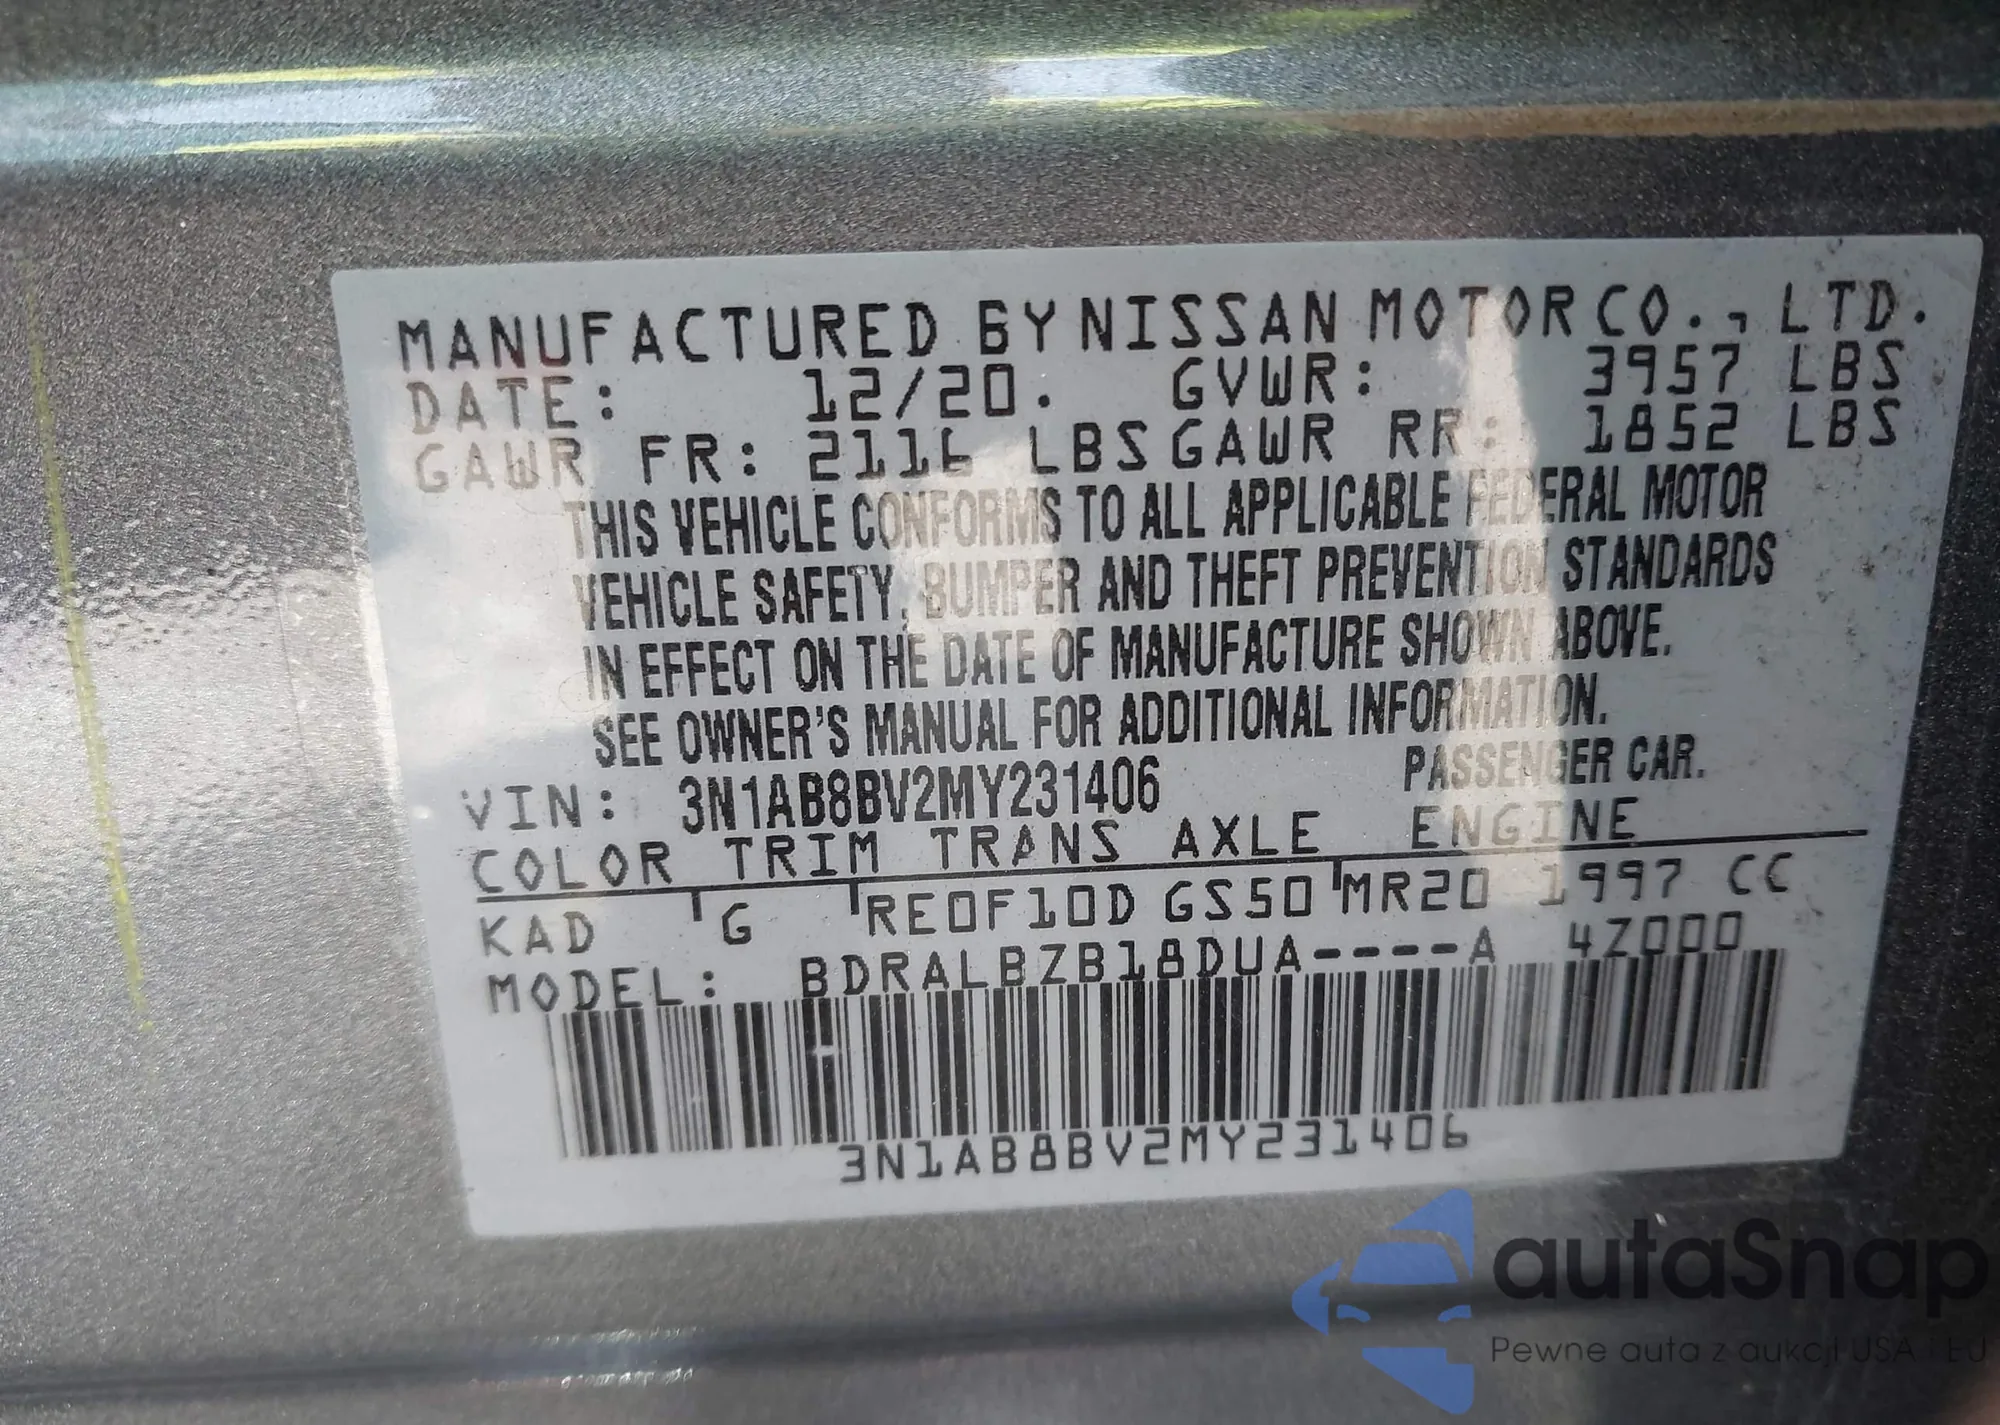 MANUFACTURED BY NISSAN MOTOR CO., LTD.
DATE: 12/20. GVWR: 3957 LBS
GAWR FR: 2116 LBS GAWR RR: 1852 LBS
THIS VEHICLE CONFORMS TO ALL APPLICABLE FEDERAL MOTOR
VEHICLE SAFETY, BUMPER AND THEFT PREVENTION STANDARDS
IN EFFECT ON THE DATE OF MANUFACTURE SHOWN ABOVE.
SEE OWNER'S MANUAL FOR ADDITIONAL INFORMATION.
VIN: 3N1AB8BV2MY231406 PASSENGER CAR.
COLOR TRIM TRANS AXLE ENGINE
KAD G RE0F10D GS50 MR20 1997 CC
MODEL: BDRALBZB18DUA----A 4Z000
3N1AB8BV2MY231406
autaSnap
Pewne auta z aukcji USA i EU